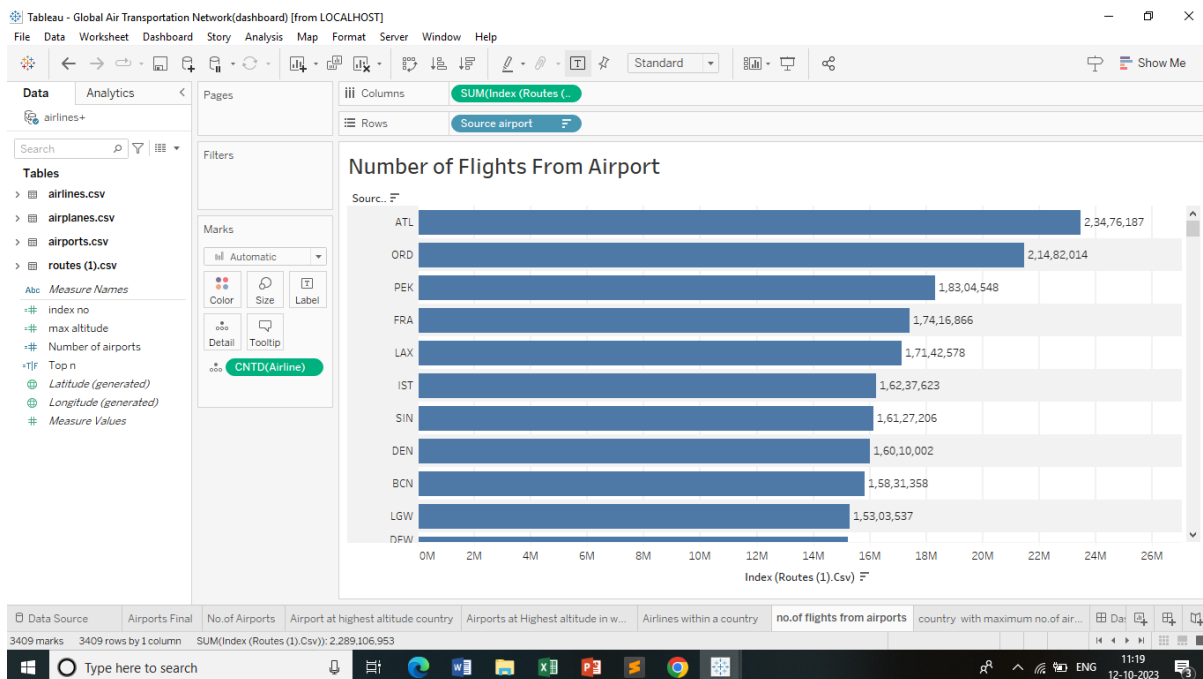 Tableau - Global Air Transportation Network(dashboard) [from LOCALHOST]
File Data Worksheet Dashboard Story Analysis Map Format Server Window Help
Standard
Show Me
Data Analytics
airlines+
Search
Tables
airlines.csv
airplanes.csv
airports.csv
routes (1).csv
Abc Measure Names
index no
max altitude
Number of airports
T|F Top n
Latitude (generated)
Longitude (generated)
Measure Values
Pages
Filters
Marks
Automatic
Color Size Label
Detail Tooltip
CNTD(Airline)
Columns SUM(Index (Routes (..
Rows Source airport
Number of Flights From Airport
Sourc..
ATL 2,34,76,187
ORD 2,14,82,014
PEK 1,83,04,548
FRA 1,74,16,866
LAX 1,71,42,578
IST 1,62,37,623
SIN 1,61,27,206
DEN 1,60,10,002
BCN 1,58,31,358
LGW 1,53,03,537
DFW
0M 2M 4M 6M 8M 10M 12M 14M 16M 18M 20M 22M 24M 26M
Index (Routes (1).Csv)
Data Source Airports Final No.of Airports Airport at highest altitude country Airports at Highest altitude in w... Airlines within a country no.of flights from airports country with maximum no.of air... Da
3409 marks 3409 rows by 1 column SUM(Index (Routes (1).Csv)): 2,289,106,953
Type here to search
ENG
11:19
12-10-2023
3